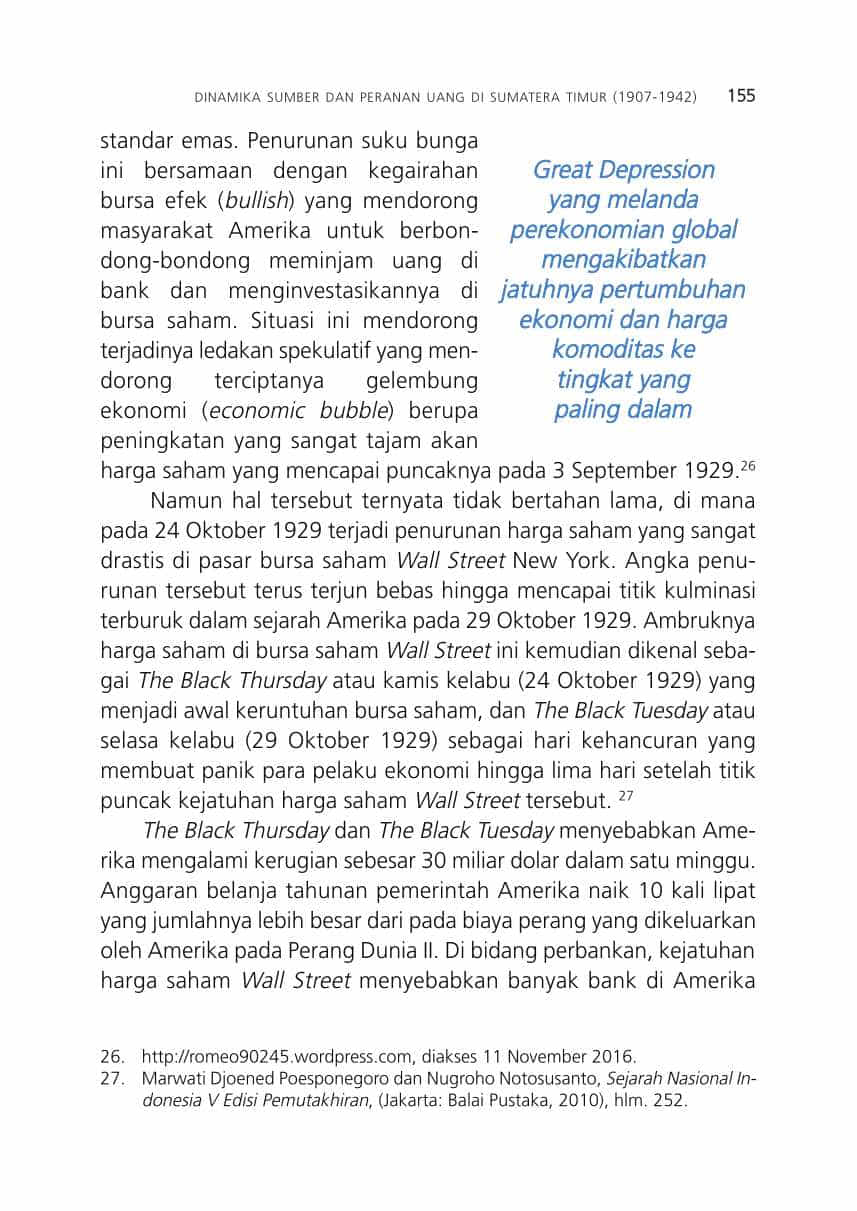 DINAMIKA SUMBER DAN PERANAN UANG DI SUMATERA TIMUR (1907-1942) 155
standar emas. Penurunan suku bunga
ini bersamaan dengan kegairahan
bursa efek (bullish) yang mendorong
masyarakat Amerika untuk berbon-
dong-bondong meminjam uang di
bank dan menginvestasikannya di
bursa saham. Situasi ini mendorong
terjadinya ledakan spekulatif yang men-
dorong terciptanya gelembung
ekonomi (economic bubble) berupa
peningkatan yang sangat tajam akan
harga saham yang mencapai puncaknya pada 3 September 1929.26
Great Depression
yang melanda
perekonomian global
mengakibatkan
jatuhnya pertumbuhan
ekonomi dan harga
komoditas ke
tingkat yang
paling dalam
Namun hal tersebut ternyata tidak bertahan lama, di mana
pada 24 Oktober 1929 terjadi penurunan harga saham yang sangat
drastis di pasar bursa saham Wall Street New York. Angka penu-
runan tersebut terus terjun bebas hingga mencapai titik kulminasi
terburuk dalam sejarah Amerika pada 29 Oktober 1929. Ambruknya
harga saham di bursa saham Wall Street ini kemudian dikenal seba-
gai The Black Thursday atau kamis kelabu (24 Oktober 1929) yang
menjadi awal keruntuhan bursa saham, dan The Black Tuesday atau
selasa kelabu (29 Oktober 1929) sebagai hari kehancuran yang
membuat panik para pelaku ekonomi hingga lima hari setelah titik
puncak kejatuhan harga saham Wall Street tersebut. 27
The Black Thursday dan The Black Tuesday menyebabkan Ame-
rika mengalami kerugian sebesar 30 miliar dolar dalam satu minggu.
Anggaran belanja tahunan pemerintah Amerika naik 10 kali lipat
yang jumlahnya lebih besar dari pada biaya perang yang dikeluarkan
oleh Amerika pada Perang Dunia II. Di bidang perbankan, kejatuhan
harga saham Wall Street menyebabkan banyak bank di Amerika
26. http://romeo90245.wordpress.com, diakses 11 November 2016.
27. Marwati Djoened Poesponegoro dan Nugroho Notosusanto, Sejarah Nasional In-
donesia V Edisi Pemutakhiran, (Jakarta: Balai Pustaka, 2010), hlm. 252.